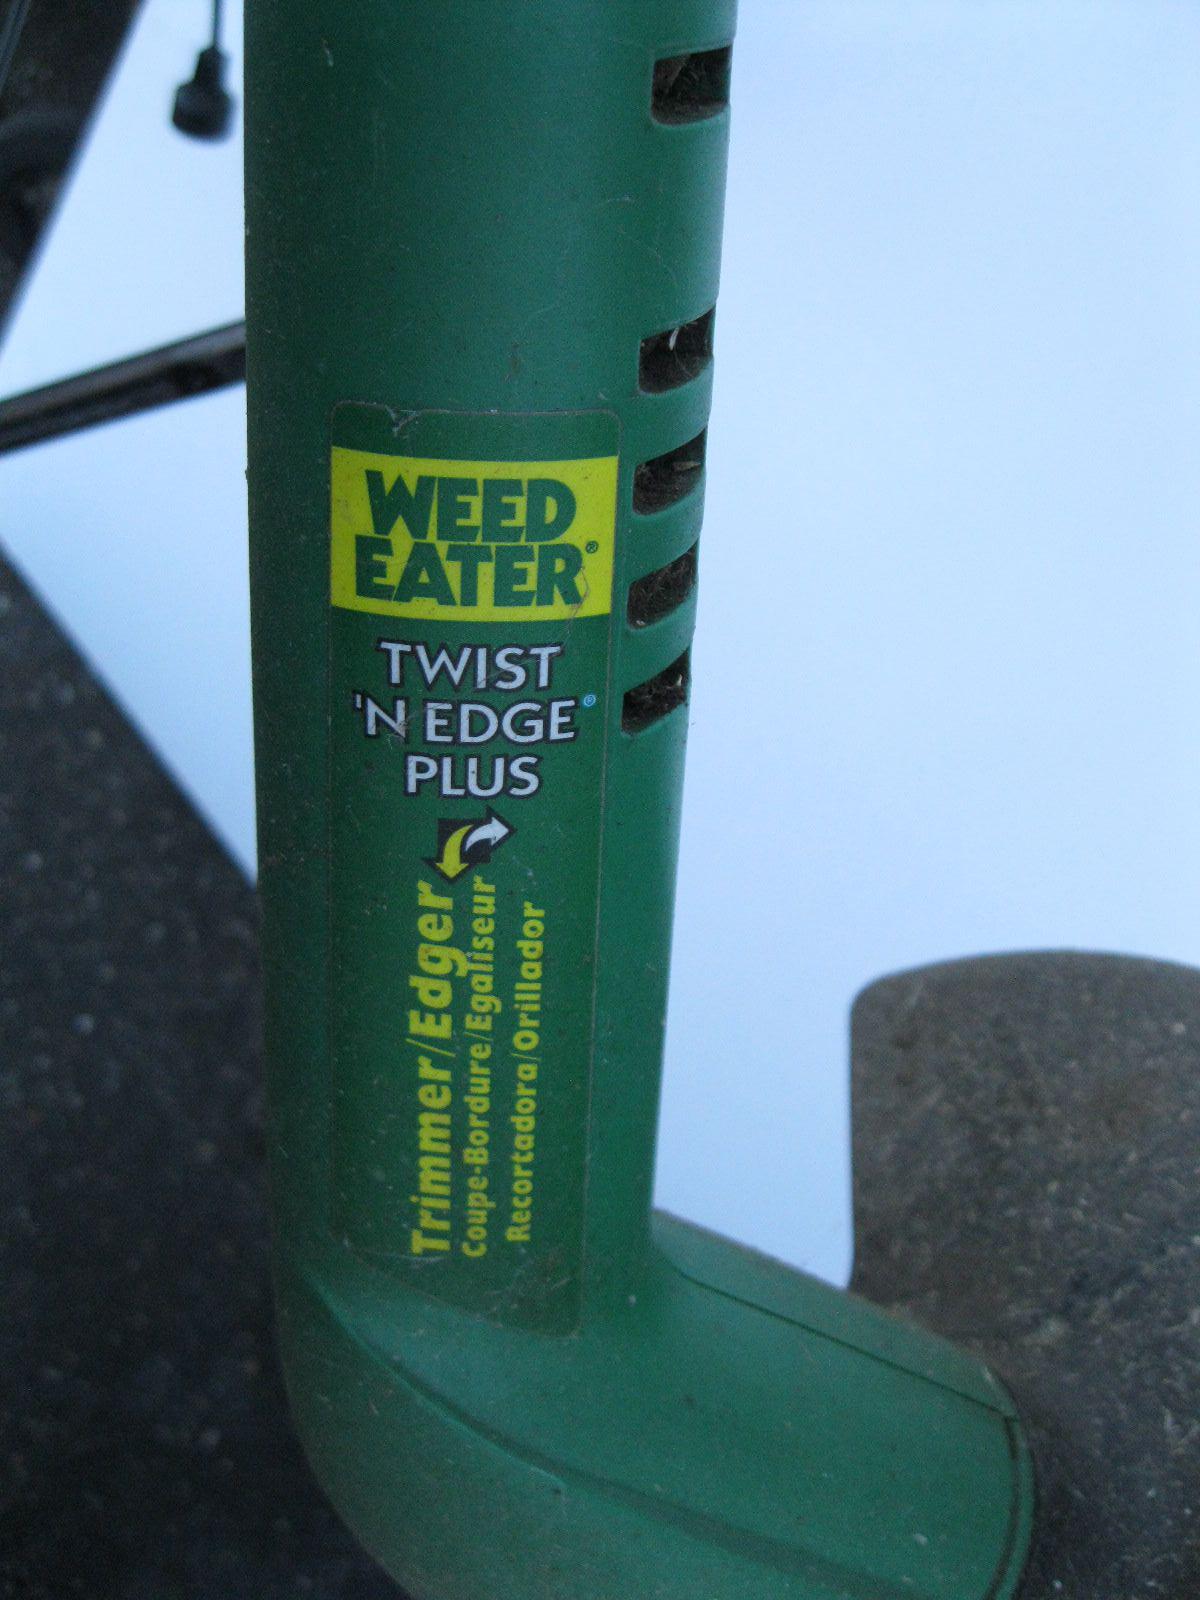 WEED
EATER®
TWIST
'N EDGE®
PLUS
Trimmer/Edger
Coupe-Bordure/Egaliseur
Recortadora/Orillador